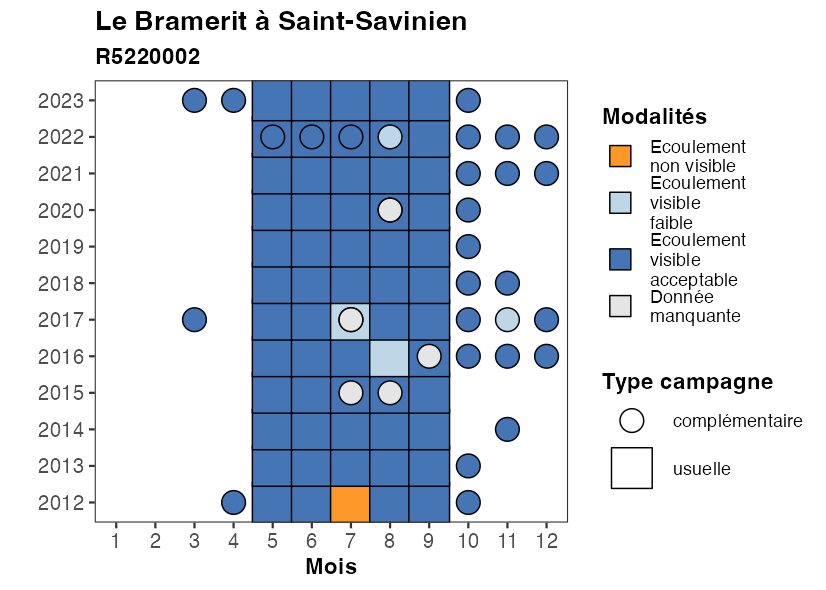 Le Bramerit à Saint-Savinien
R5220002
2023
2022
2021
2020
2019
2018
2017
2016
2015
2014
2013
2012
1 2 3 4 5 6 7 8 9 10 11 12
Mois
Modalités
Ecoulement
non visible
Ecoulement
visible
faible
Ecoulement
visible
acceptable
Donnée
manquante
Type campagne
complémentaire
usuelle